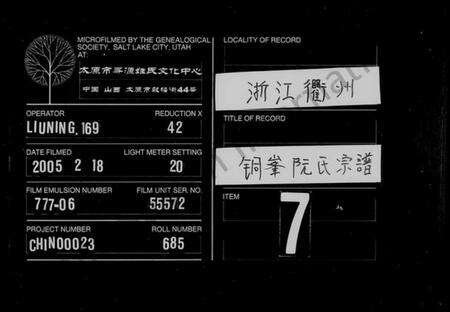 MICROFILMED BY THE GENEALOGICAL
SOCIETY, SALT LAKE CITY, UTAH
AT:
太原市寻源姓氏文化中心
中国 山西 太原市
OPERATOR
LIUNING, 169
REDUCTION X
42
DATE FILMED
2005 2 18
LIGHT METER SETTING
20
FILM EMULSION NUMBER
777-06
FILM UNIT SER. NO.
55572
PROJECT NUMBER
CHIN00023
ROLL NUMBER
685
LOCALITY OF RECORD
浙江衢州
TITLE OF RECORD
铜峯阮氏宗譜
ITEM
7